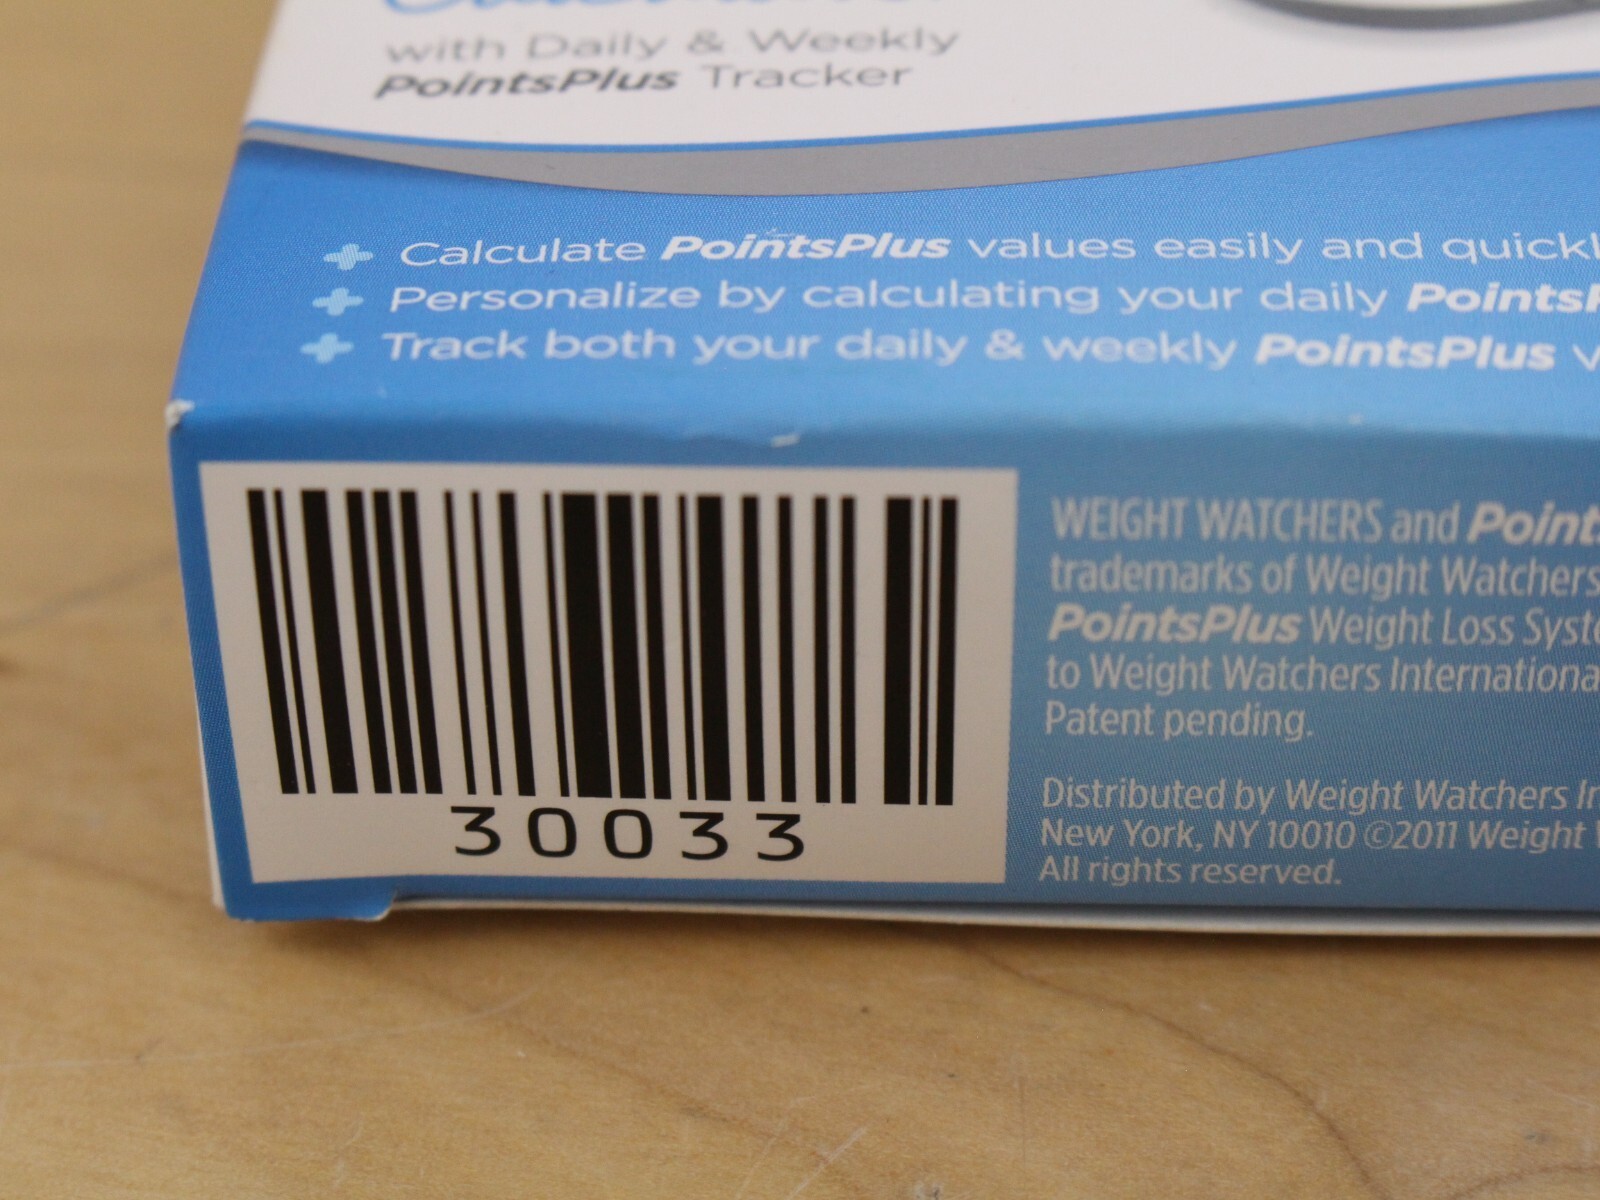 with Daily & Weekly
PointsPlus Tracker
Calculate PointsPlus values easily and quickl
Personalize by calculating your daily Points
Track both your daily & weekly PointsPlus v
WEIGHT WATCHERS and Points
trademarks of Weight Watchers
PointsPlus Weight Loss Syst
to Weight Watchers Internationa
Patent pending.
Distributed by Weight Watchers In
New York, NY 10010 ©2011 Weight
All rights reserved.
30033